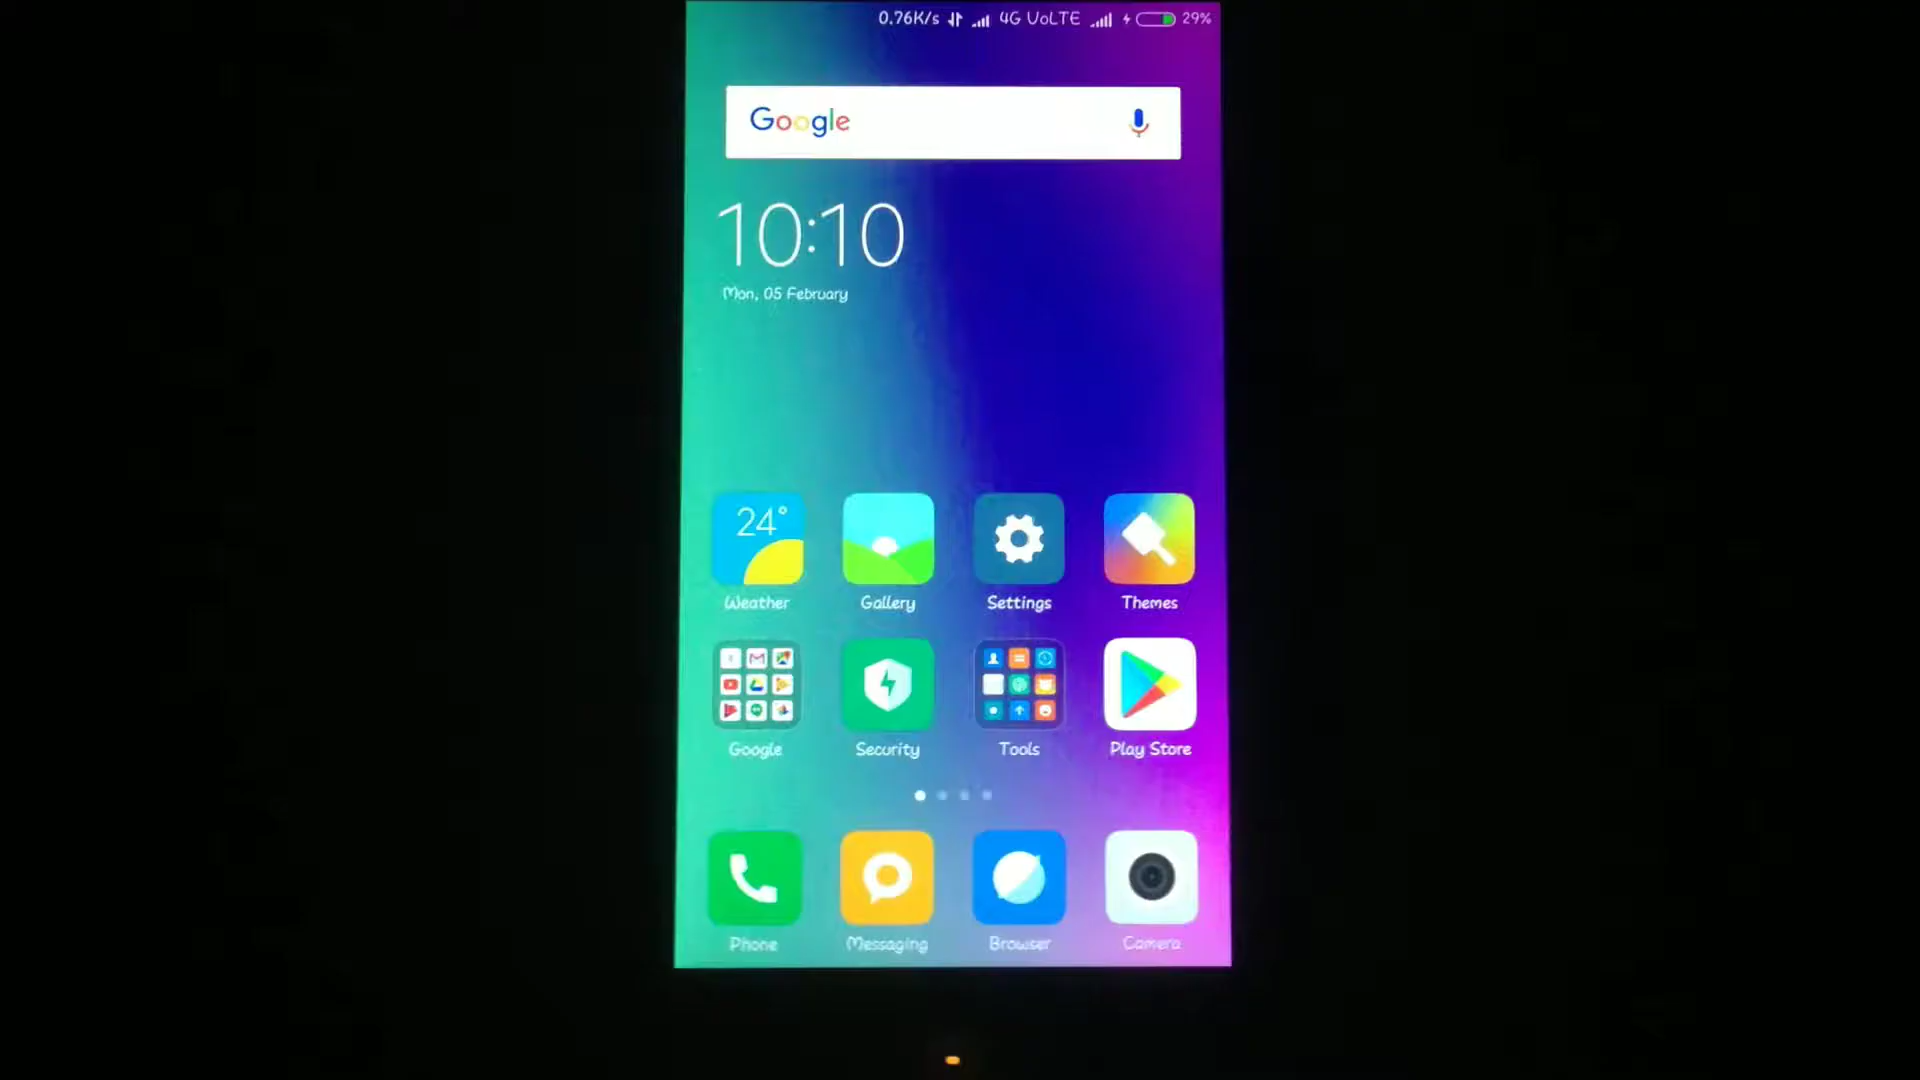 0.76K/s 4G VoLTE 29%
Google
10:10
Mon, 05 February
24°
Weather Gallery Settings Themes
Google Security Tools Play Store
Phone Messaging Browser Camera